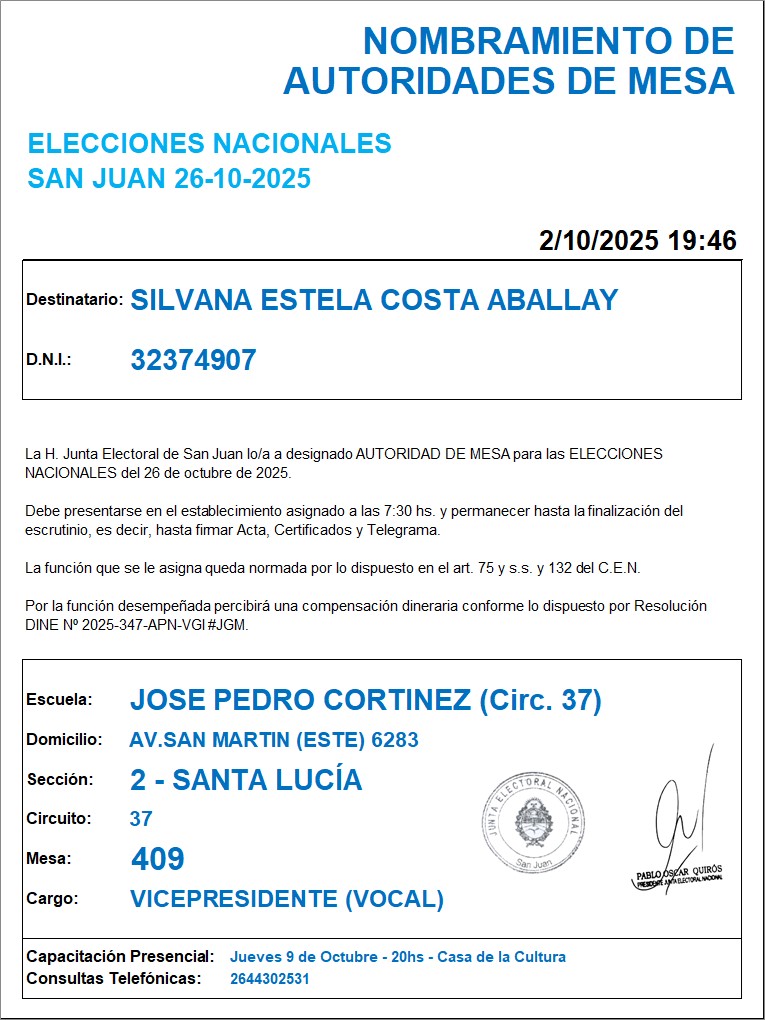 NOMBRAMIENTO DE
AUTORIDADES DE MESA
ELECCIONES NACIONALES
SAN JUAN 26-10-2025
2/10/2025 19:46
Destinatario: SILVANA ESTELA COSTA ABALLAY
D.N.I.: 32374907
La H. Junta Electoral de San Juan lo/a a designado AUTORIDAD DE MESA para las ELECCIONES
NACIONALES del 26 de octubre de 2025.
Debe presentarse en el establecimiento asignado a las 7:30 hs. y permanecer hasta la finalización del
escrutinio, es decir, hasta firmar Acta, Certificados y Telegrama.
La función que se le asigna queda normada por lo dispuesto en el art. 75 y s.s. y 132 del C.E.N.
Por la función desempeñada percibirá una compensación dineraria conforme lo dispuesto por Resolución
DINE Nº 2025-347-APN-VGI#JGM.
Escuela: JOSE PEDRO CORTINEZ (Circ. 37)
Domicilio: AV.SAN MARTIN (ESTE) 6283
Sección: 2 - SANTA LUCÍA
Circuito: 37
Mesa: 409
Cargo: VICEPRESIDENTE (VOCAL)
JUNTA ELECTORAL NACIONAL
San Juan
PABLO OSCAR QUIRÓS
PRESIDENTE JUNTA ELECTORAL NACIONAL
Capacitación Presencial: Jueves 9 de Octubre - 20hs - Casa de la Cultura
Consultas Telefónicas: 2644302531